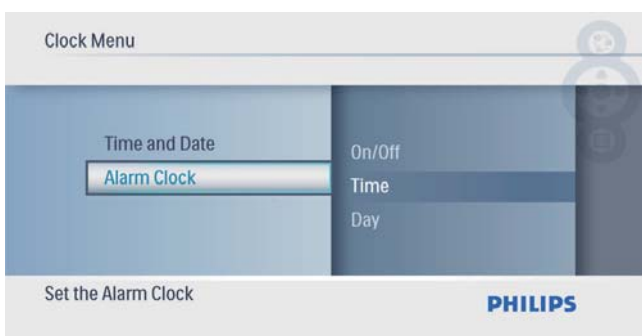 Clock Menu
Time and Date
Alarm Clock
On/Off
Time
Day
Set the Alarm Clock
PHILIPS